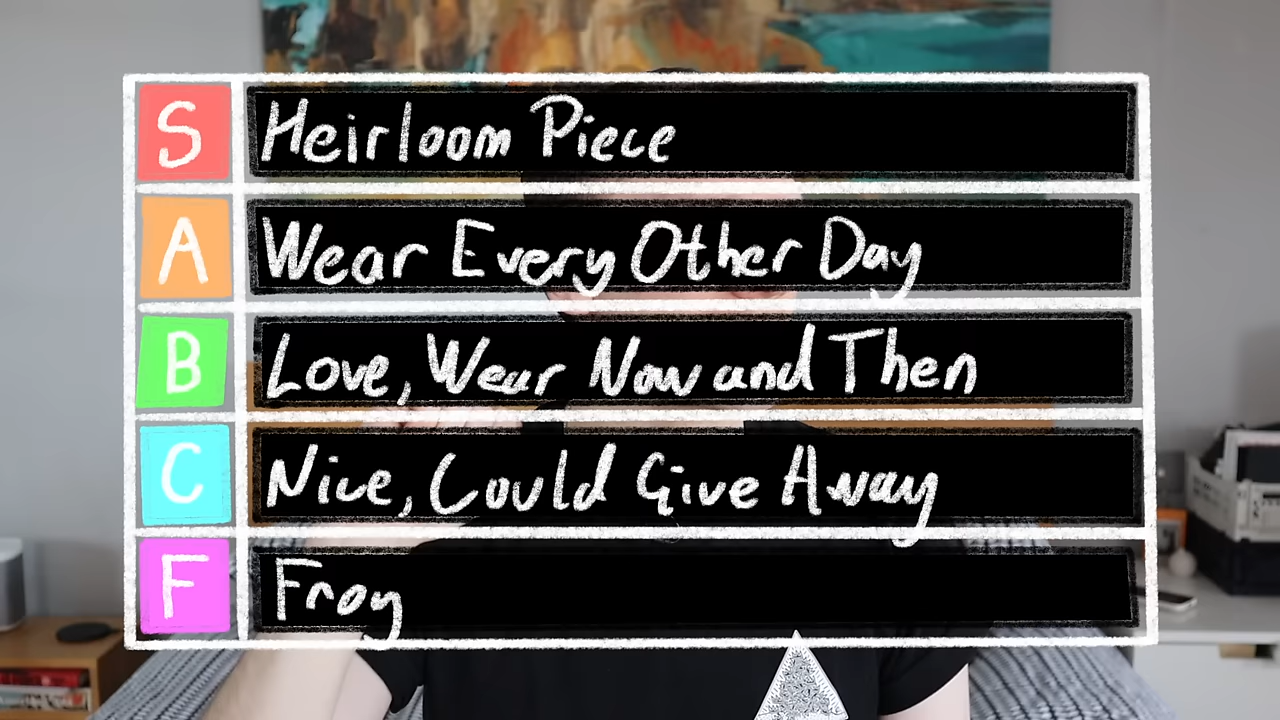 S Heirloom Piece
A Wear Every Other Day
B Love, Wear Now and Then
C Nice, Could Give Away
F Frog